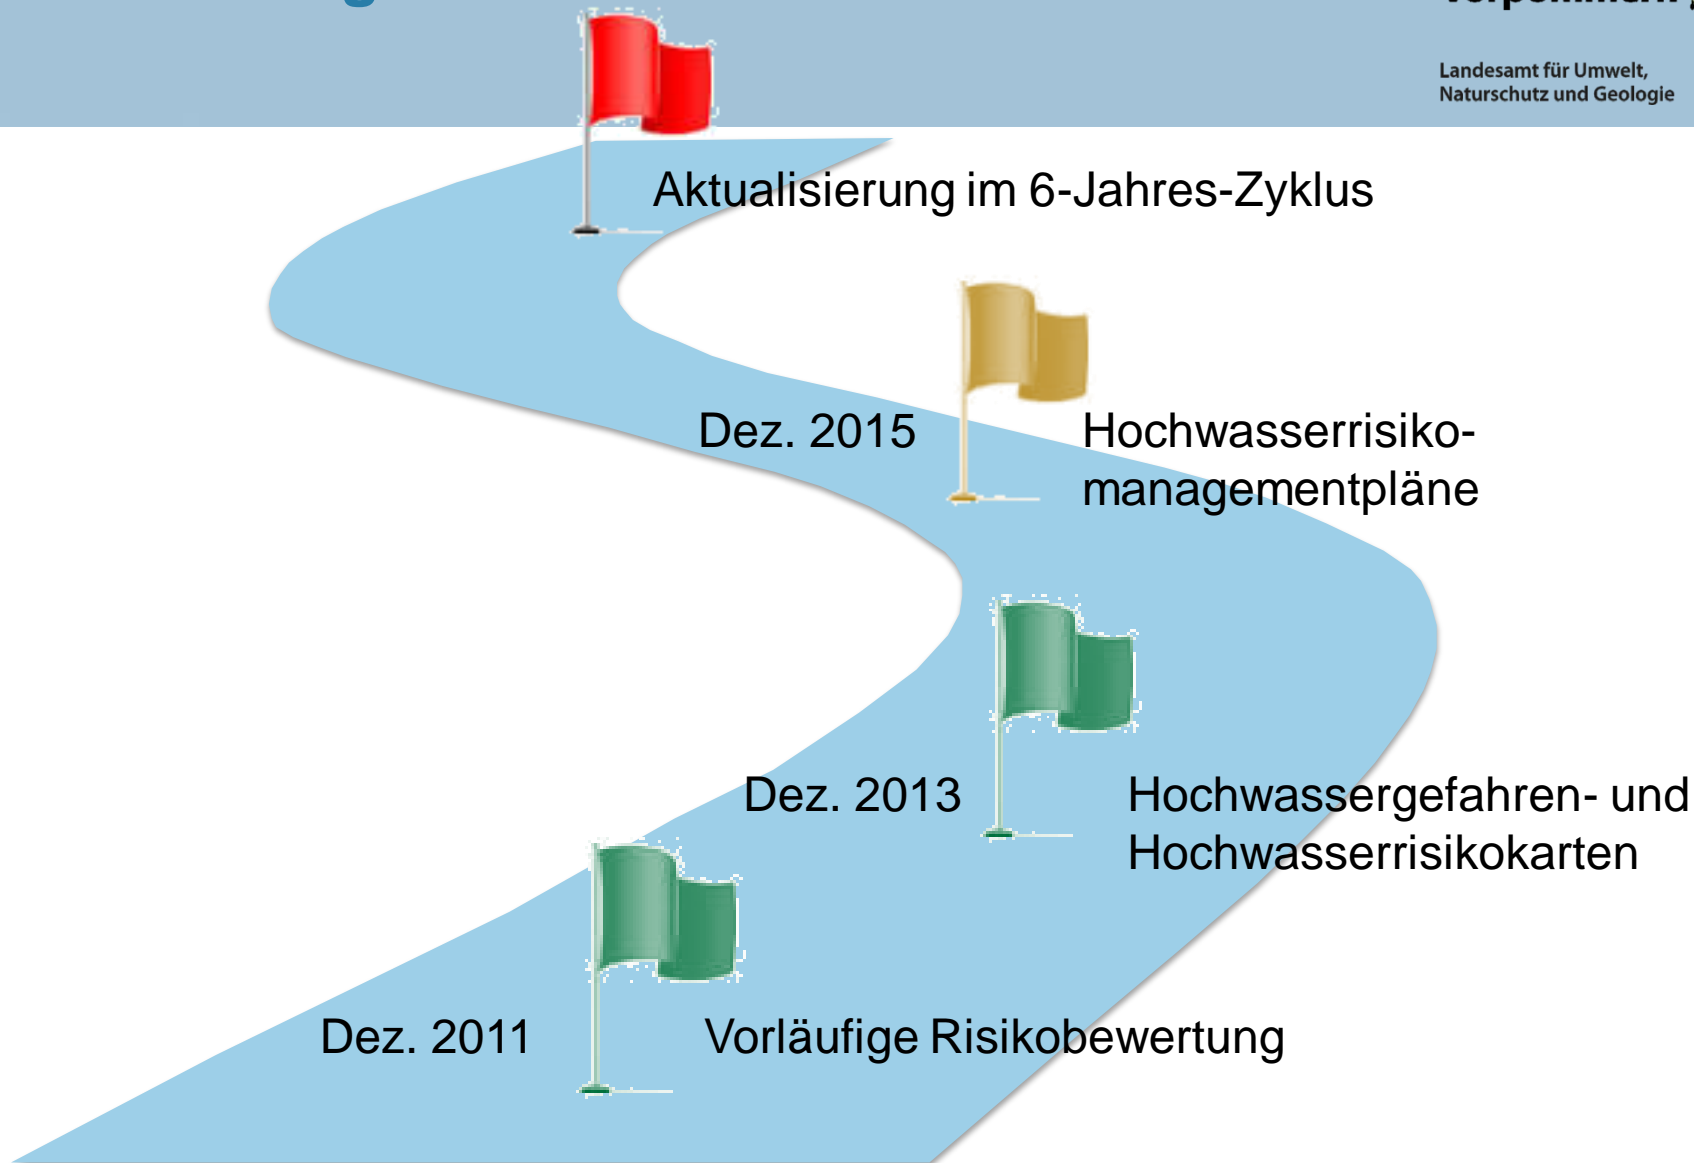 Landesamt für Umwelt,
Naturschutz und Geologie
Aktualisierung im 6-Jahres-Zyklus
Dez. 2015
Hochwasserrisiko-
managementpläne
Dez. 2013
Hochwassergefahren- und
Hochwasserrisikokarten
Dez. 2011
Vorläufige Risikobewertung